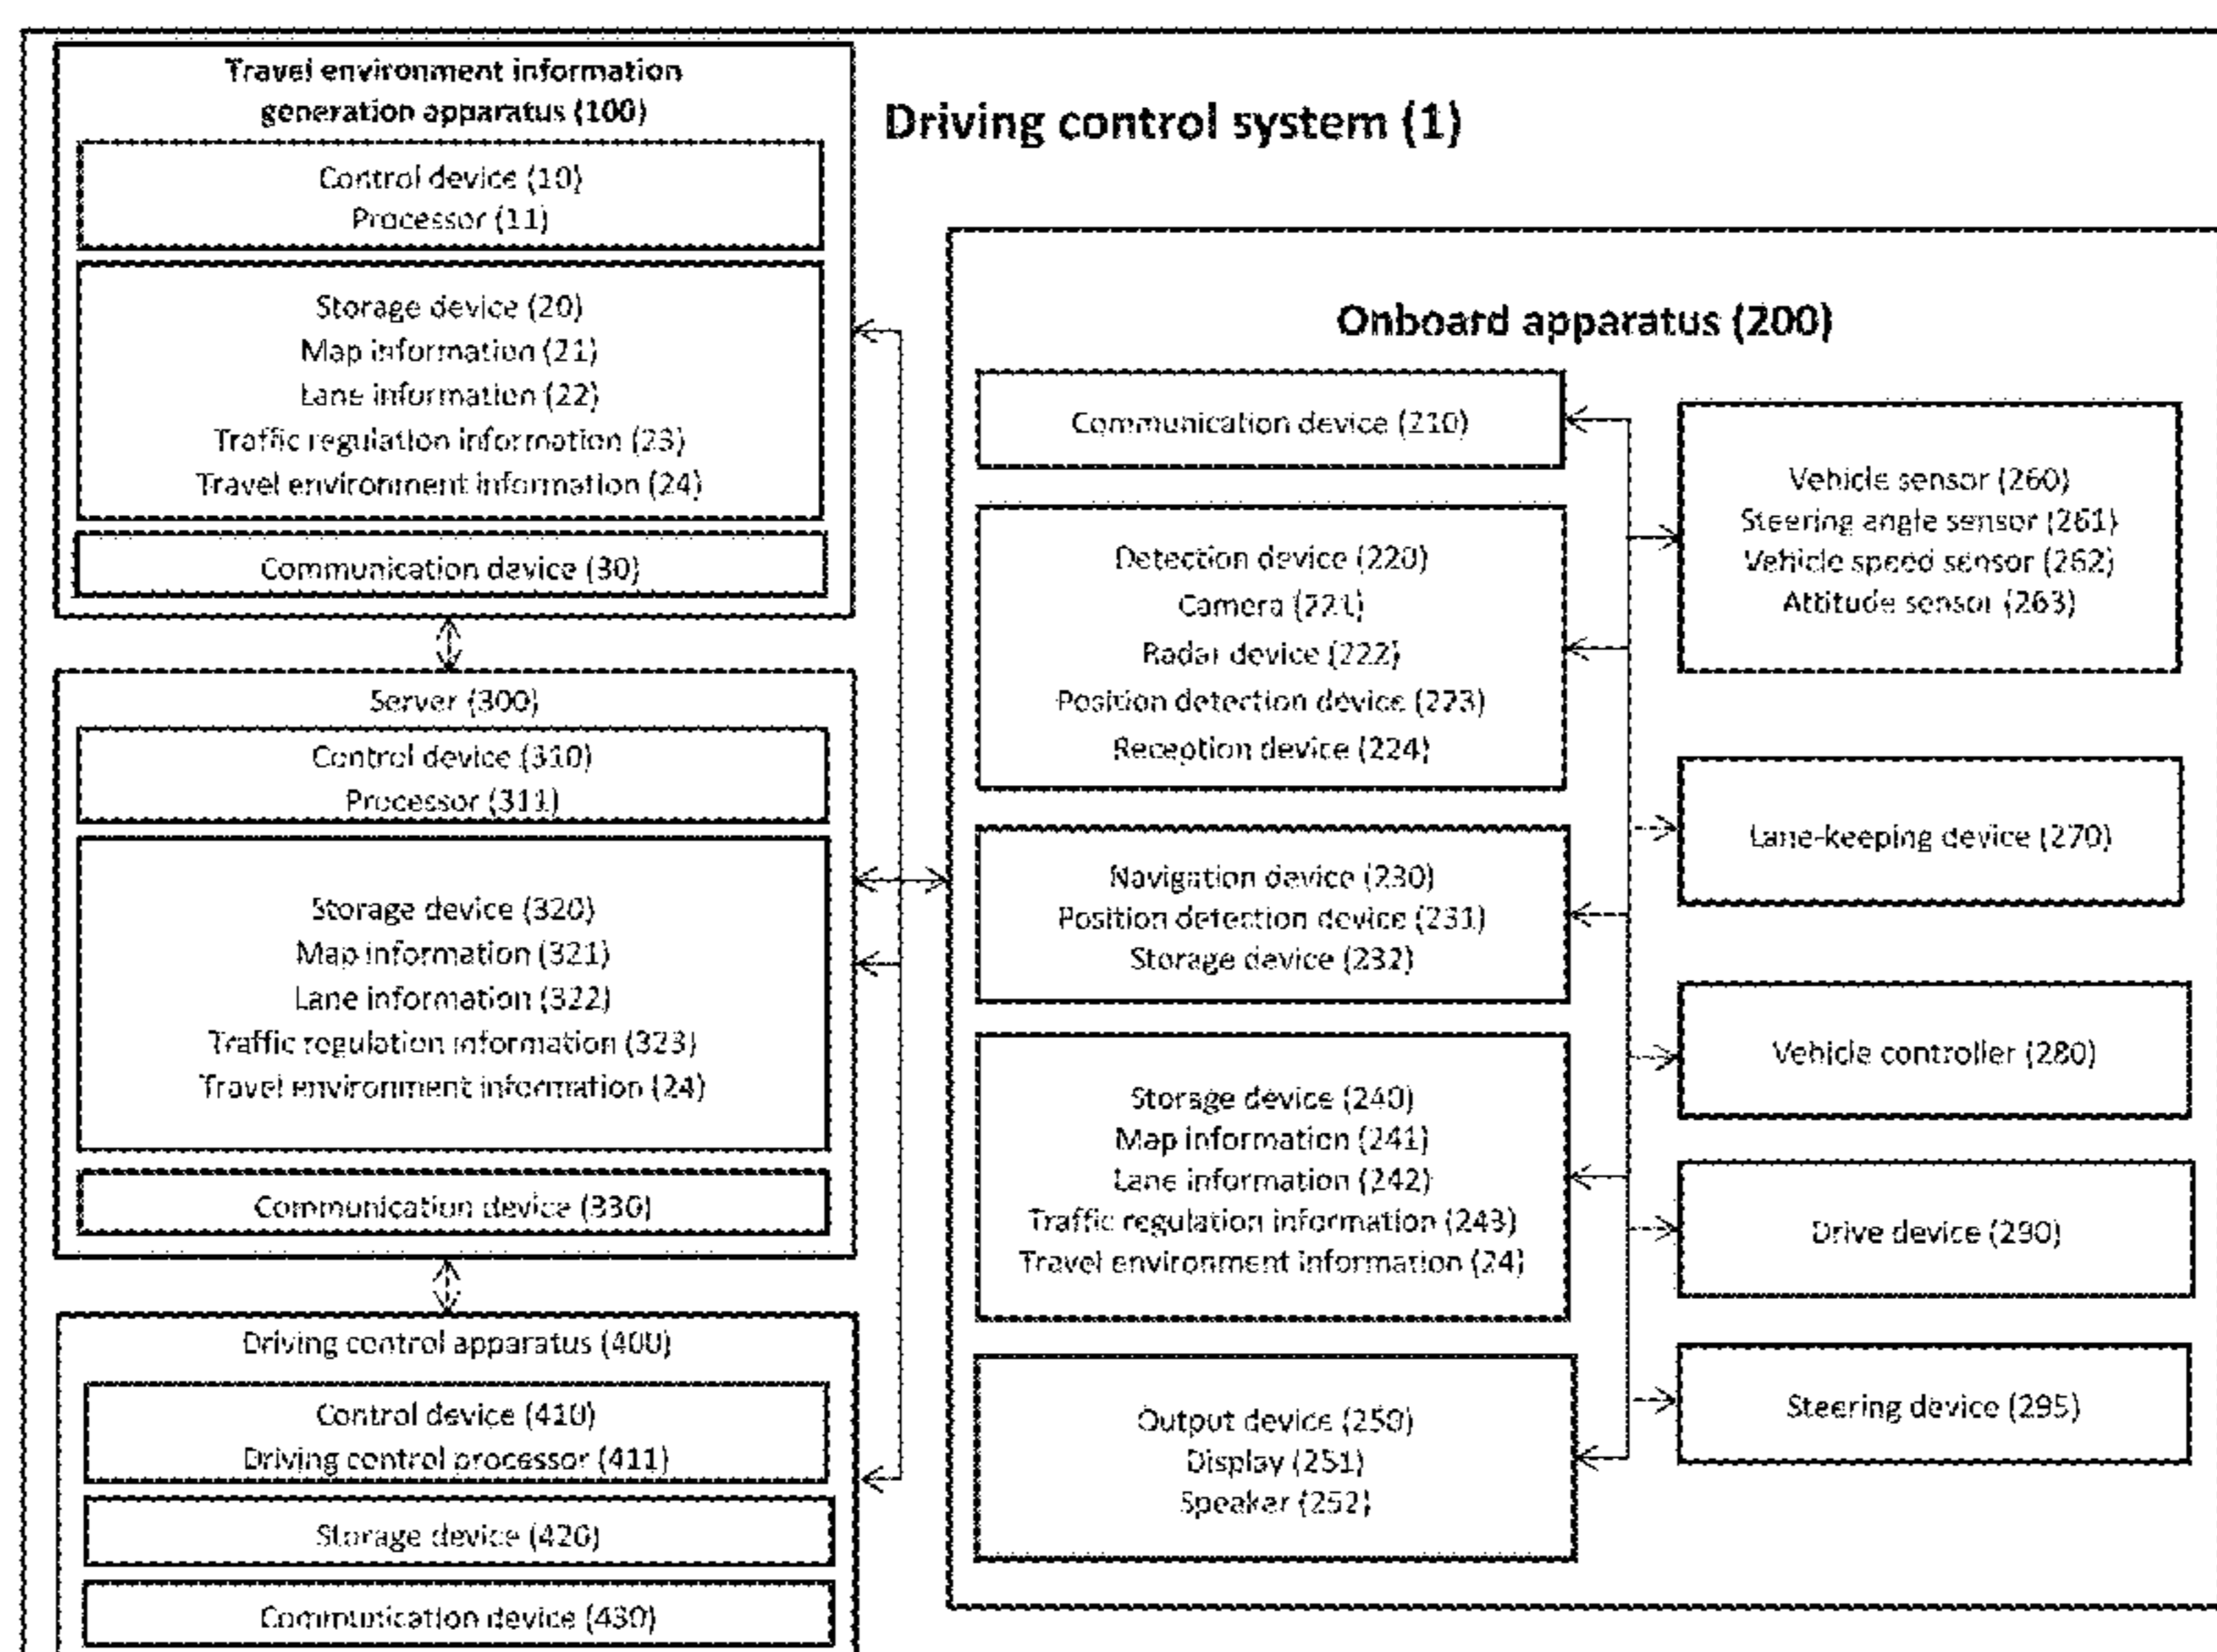 Travel environment information
generation apparatus (100)
Control device (10)
Processor (11)
Storage device (20)
Map information (21)
Lane information (22)
Traffic regulation information (23)
Travel environment information (24)
Communication device (30)
Server (300)
Control device (310)
Processor (311)
Storage device (320)
Map information (321)
Lane information (322)
Traffic regulation information (323)
Travel environment information (24)
Communication device (330)
Driving control apparatus (400)
Control device (410)
Driving control processor (411)
Storage device (420)
Communication device (430)
Driving control system (1)
Onboard apparatus (200)
Communication device (210)
Detection device (220)
Camera (221)
Radar device (222)
Position detection device (223)
Reception device (224)
Navigation device (230)
Position detection device (231)
Storage device (232)
Storage device (240)
Map information (241)
Lane information (242)
Traffic regulation information (243)
Travel environment information (24)
Output device (250)
Display (251)
Speaker (252)
Vehicle sensor (260)
Steering angle sensor (261)
Vehicle speed sensor (262)
Attitude sensor (263)
Lane-keeping device (270)
Vehicle controller (280)
Drive device (290)
Steering device (295)